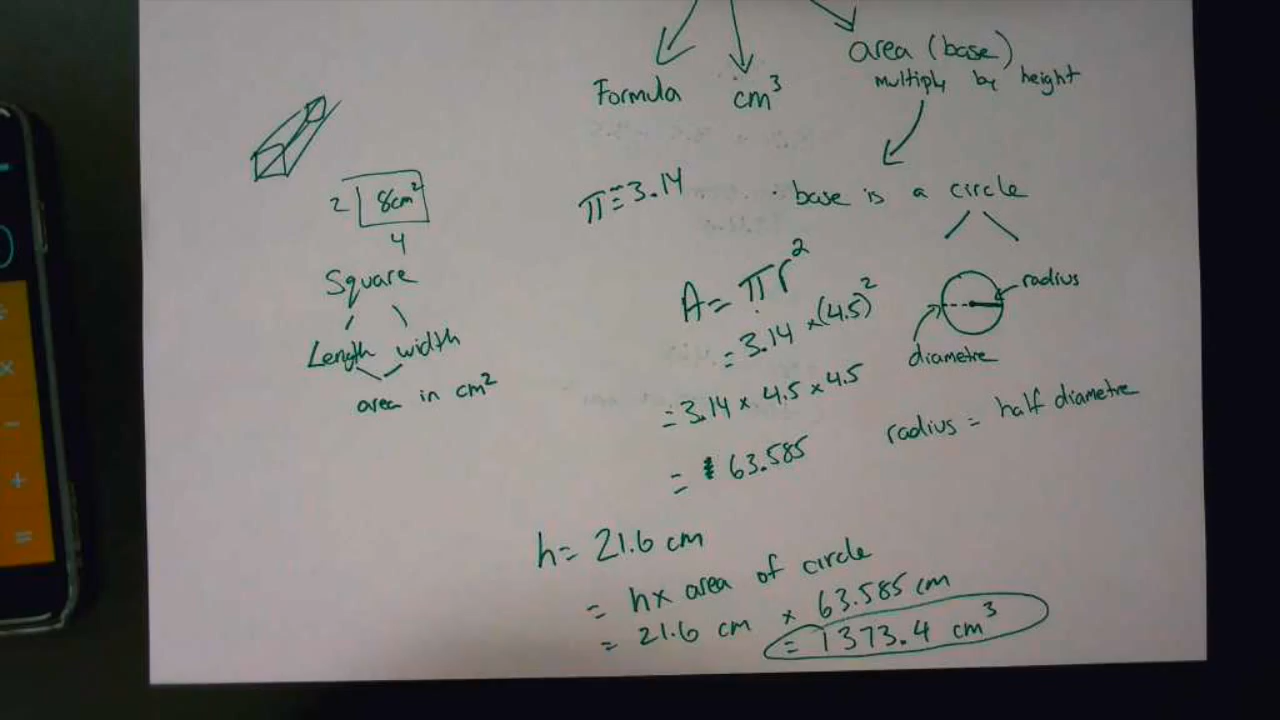 Formula
cm³
area (base)
multiply by height
2
8cm²
4
Square
Length width
area in cm²
π=3.14
base is a circle
radius
diametre
radius = half diametre
A= πr²
= 3.14 ×(4.5)²
= 3.14 × 4.5 × 4.5
= 63.585
h= 21.6 cm
= h× area of circle
= 21.6 cm × 63.585 cm
= 1373.4 cm³
÷
×
−
+
=